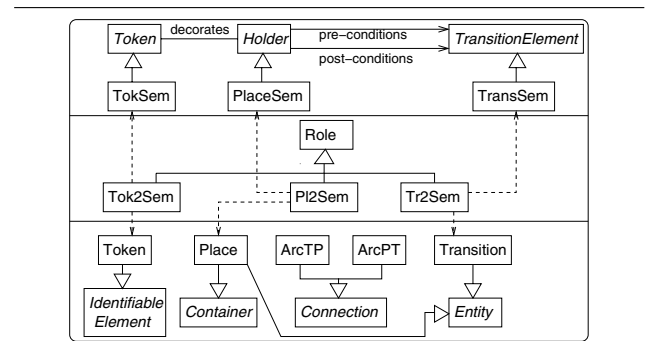 Token
decorates
Holder
pre-conditions
post-conditions
TransitionElement
TokSem
PlaceSem
TransSem
Role
Tok2Sem
Pl2Sem
Tr2Sem
Token
Place
ArcTP
ArcPT
Transition
Identifiable
Element
Container
Connection
Entity